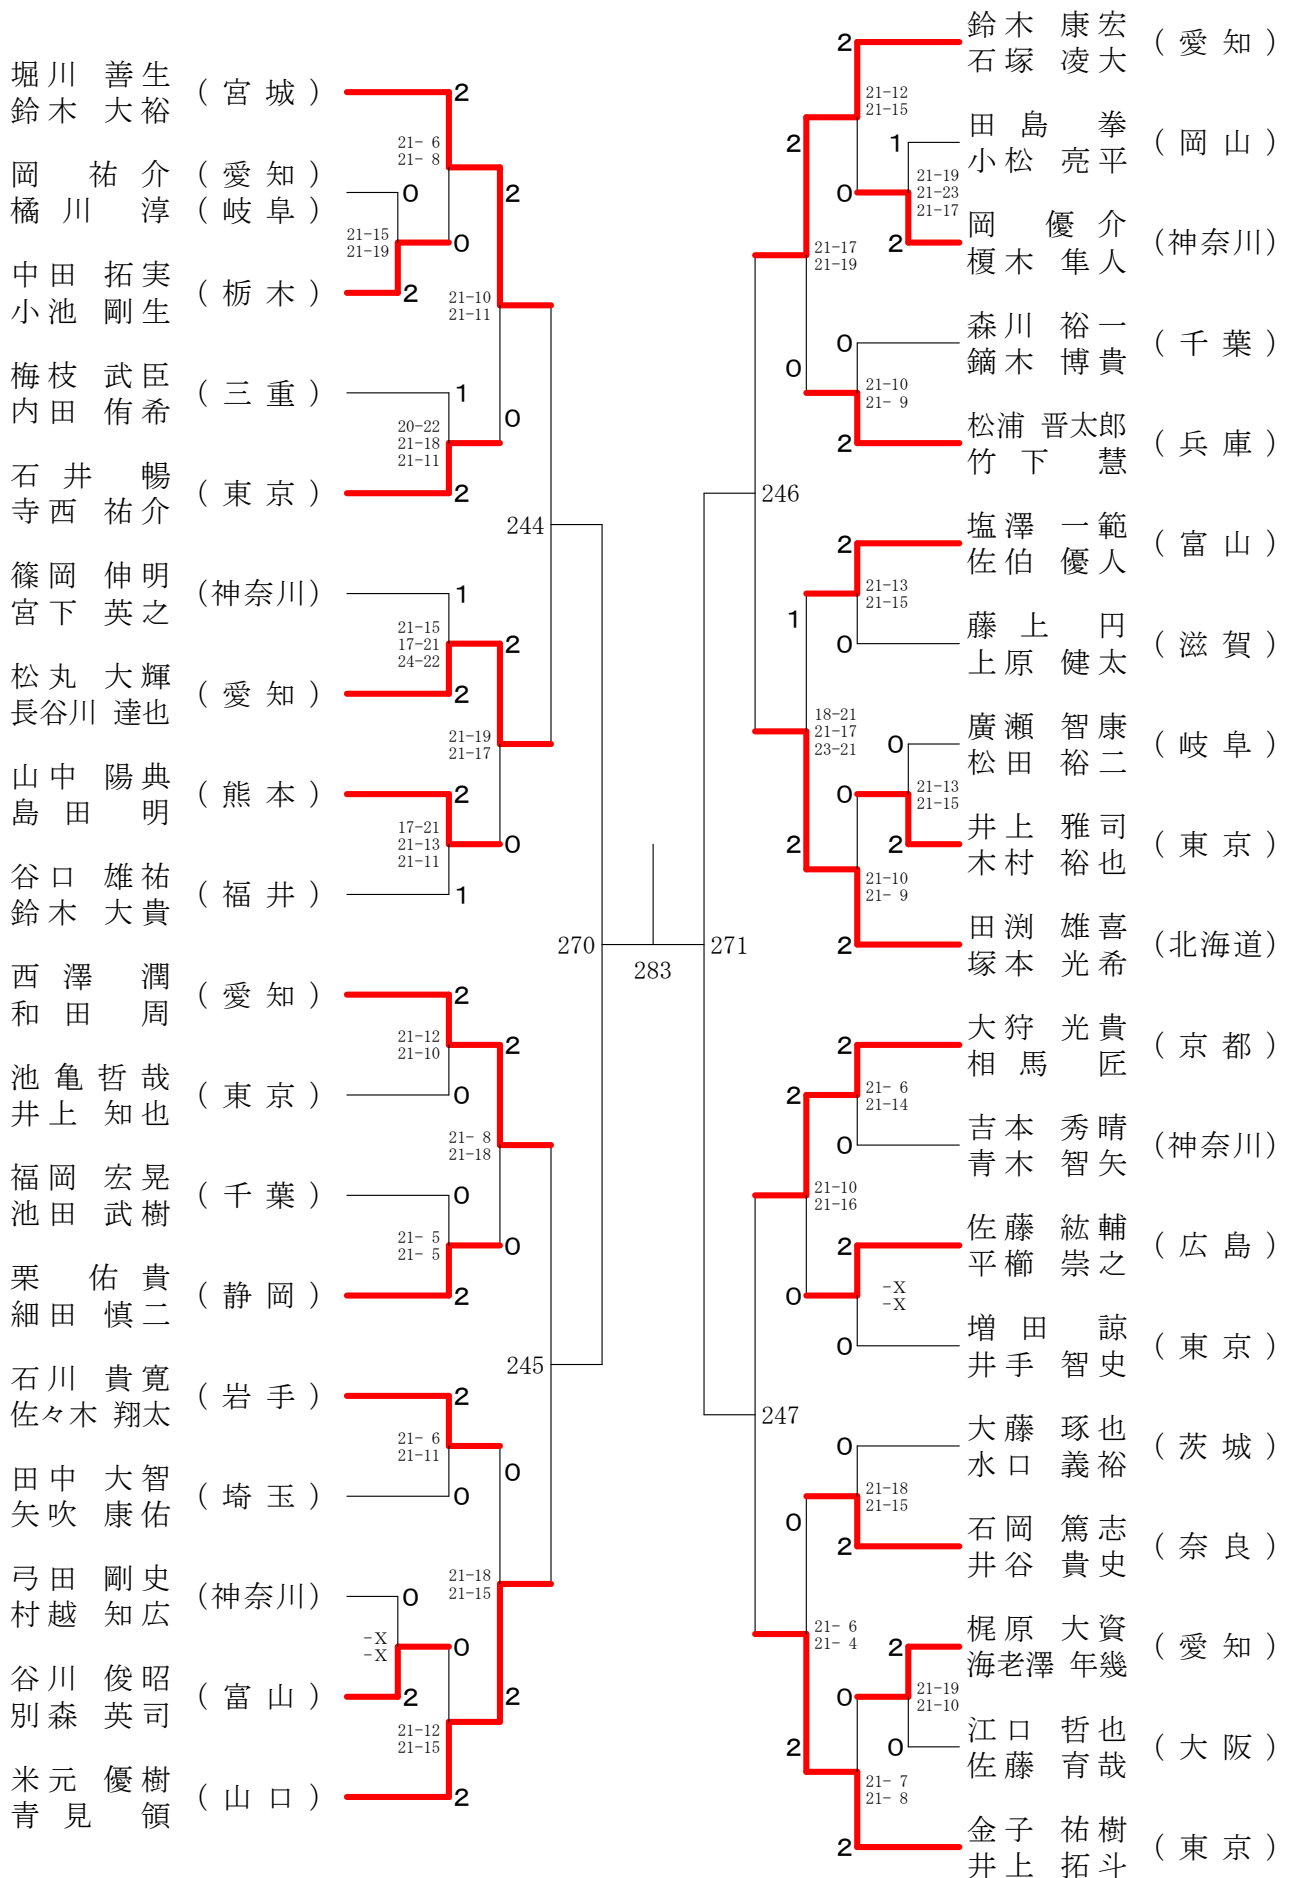 堀川 善生
鈴木 大裕
(宮城)
2
21- 6
21- 8
岡 祐介
橘川 淳
(愛知)
(岐阜)
0
2
21-15
21-19
0
中田 拓実
小池 剛生
(栃木)
2
21-10
21-11
梅枝 武臣
内田 侑希
(三重)
1
0
20-22
21-18
21-11
石井 暢
寺西 祐介
(東京)
2
244
篠岡 伸明
宮下 英之
(神奈川)
1
21-15
17-21
24-22
2
松丸 大輝
長谷川 達也
(愛知)
2
21-19
21-17
山中 陽典
島田 明
(熊本)
2
17-21
21-13
21-11
0
谷口 雄祐
鈴木 大貴
(福井)
1
270
283
271
西澤 潤
和田 周
(愛知)
2
21-12
21-10
2
池亀哲哉
井上 知也
(東京)
0
21- 8
21-18
福岡 宏晃
池田 武樹
(千葉)
0
21- 5
21- 5
0
栗 佑貴
細田 慎二
(静岡)
2
245
石川 貴寛
佐々木 翔太
(岩手)
2
21- 6
21-11
0
田中 大智
矢吹 康佑
(埼玉)
0
21-18
21-15
弓田 剛史
村越 知広
(神奈川)
0
-X
-X
0
谷川 俊昭
別森 英司
(富山)
2
2
21-12
21-15
米元 優樹
青見 領
(山口)
2
2
鈴木 康宏
石塚 凌大
(愛知)
21-12
21-15
2
1
田島 拳
小松 亮平
(岡山)
21-19
21-23
21-17
0
2
岡 優介
榎木 隼人
(神奈川)
21-17
21-19
0
森川 裕一
鏑木 博貴
(千葉)
0
21-10
21- 9
2
松浦 晋太郎
竹下 慧
(兵庫)
246
2
塩澤 一範
佐伯 優人
(富山)
21-13
21-15
1
0
藤上 円
上原 健太
(滋賀)
18-21
21-17
23-21
0
廣瀬 智康
松田 裕二
(岐阜)
0
21-13
21-15
2
2
井上 雅司
木村 裕也
(東京)
21-10
21- 9
2
田渕 雄喜
塚本 光希
(北海道)
2
大狩 光貴
相馬 匠
(京都)
2
21- 6
21-14
0
吉本 秀晴
青木 智矢
(神奈川)
21-10
21-16
2
佐藤 紘輔
平櫛 崇之
(広島)
0
-X
-X
0
増田 諒
井手 智史
(東京)
247
0
大藤 琢也
水口 義裕
(茨城)
21-18
21-15
0
2
石岡 篤志
井谷 貴史
(奈良)
21- 6
21- 4
2
梶原 大資
海老澤 年幾
(愛知)
0
21-19
21-10
2
0
江口 哲也
佐藤 育哉
(大阪)
21- 7
21- 8
2
金子 祐樹
井上 拓斗
(東京)